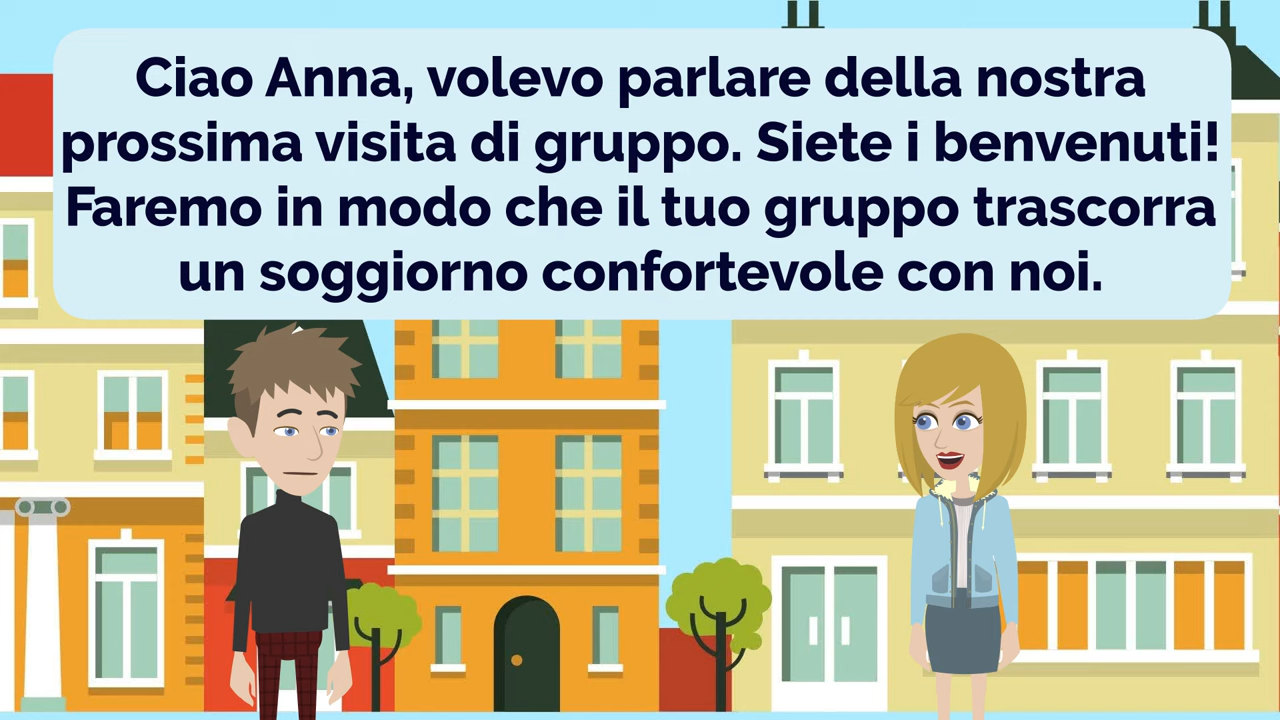 Ciao Anna, volevo parlare della nostra
prossima visita di gruppo. Siete i benvenuti!
Faremo in modo che il tuo gruppo trascorra
un soggiorno confortevole con noi.